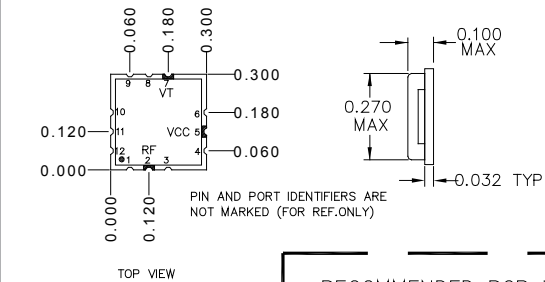 0.060
0.180
0.300
9 8 7
VT
0.300
10
6
0.180
0.120
11
VCC 5
RF
12 1 2 3
4
0.060
0.000
0.000
0.120
PIN AND PORT IDENTIFIERS ARE
NOT MARKED (FOR REF.ONLY)
TOP VIEW
0.100
MAX
0.270
MAX
0.032 TYP